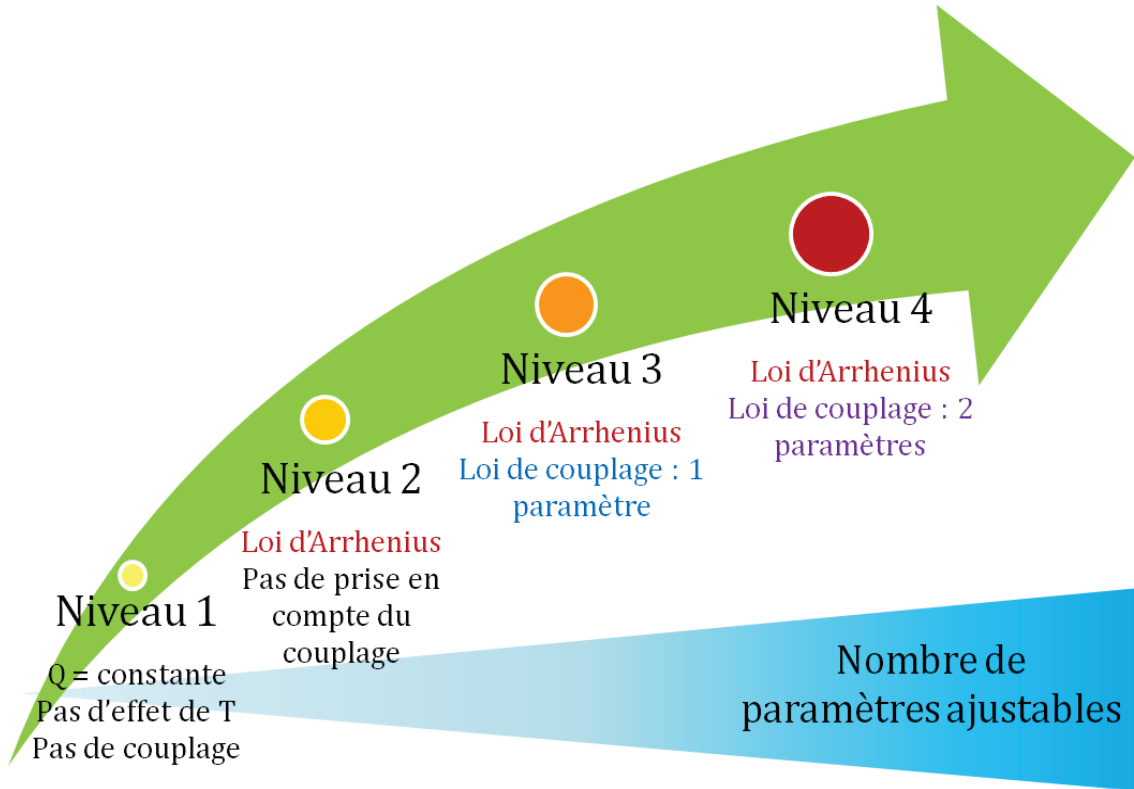 Niveau 1
Q = constante
Pas d'effet de T
Pas de couplage
Niveau 2
Loi d'Arrhenius
Pas de prise en
compte du
couplage
Niveau 3
Loi d'Arrhenius
Loi de couplage : 1
paramètre
Niveau 4
Loi d'Arrhenius
Loi de couplage : 2
paramètres
Nombre de
paramètres ajustables